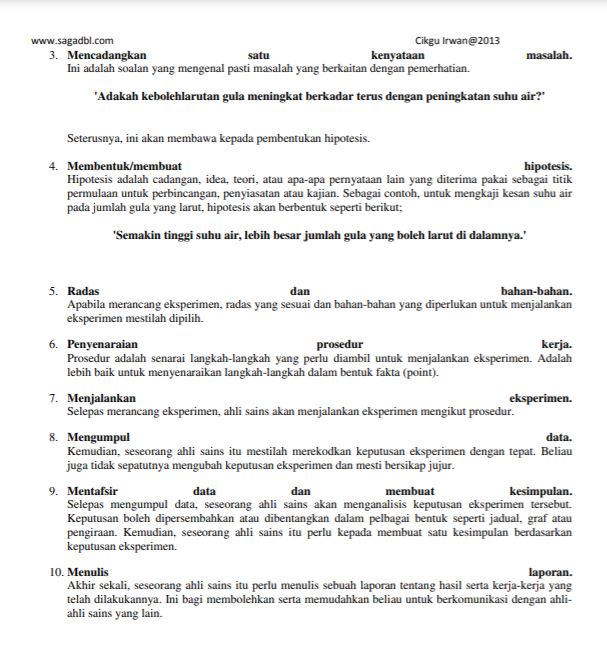 www.sagadbl.com Cikgu Irwan@2013
3. Mencadangkan satu kenyataan masalah.
Ini adalah soalan yang mengenal pasti masalah yang berkaitan dengan pemerhatian.
'Adakah kebolehlarutan gula meningkat berkadar terus dengan peningkatan suhu air?'
Seterusnya, ini akan membawa kepada pembentukan hipotesis.
4. Membentuk/membuat hipotesis.
Hipotesis adalah cadangan, idea, teori, atau apa-apa pernyataan lain yang diterima pakai sebagai titik
permulaan untuk perbincangan, penyiasatan atau kajian. Sebagai contoh, untuk mengkaji kesan suhu air
pada jumlah gula yang larut, hipotesis akan berbentuk seperti berikut;
'Semakin tinggi suhu air, lebih besar jumlah gula yang boleh larut di dalamnya.'
5. Radas dan bahan-bahan.
Apabila merancang eksperimen, radas yang sesuai dan bahan-bahan yang diperlukan untuk menjalankan
eksperimen mestilah dipilih.
6. Penyenaraian prosedur kerja.
Prosedur adalah senarai langkah-langkah yang perlu diambil untuk menjalankan eksperimen. Adalah
lebih baik untuk menyenaraikan langkah-langkah dalam bentuk fakta (point).
7. Menjalankan eksperimen.
Selepas merancang eksperimen, ahli sains akan menjalankan eksperimen mengikut prosedur.
8. Mengumpul data.
Kemudian, seseorang ahli sains itu mestilah merekodkan keputusan eksperimen dengan tepat. Beliau
juga tidak sepatutnya mengubah keputusan eksperimen dan mesti bersikap jujur.
9. Mentafsir data dan membuat kesimpulan.
Selepas mengumpul data, seseorang ahli sains akan menganalisis keputusan eksperimen tersebut.
Keputusan boleh dipersembahkan atau dibentangkan dalam pelbagai bentuk seperti jadual, graf atau
pengiraan. Kemudian, seseorang ahli sains itu perlu kepada membuat satu kesimpulan berdasarkan
keputusan eksperimen.
10. Menulis laporan.
Akhir sekali, seseorang ahli sains itu perlu menulis sebuah laporan tentang hasil serta kerja-kerja yang
telah dilakukannya. Ini bagi membolehkan serta memudahkan beliau untuk berkomunikasi dengan ahli-
ahli sains yang lain.